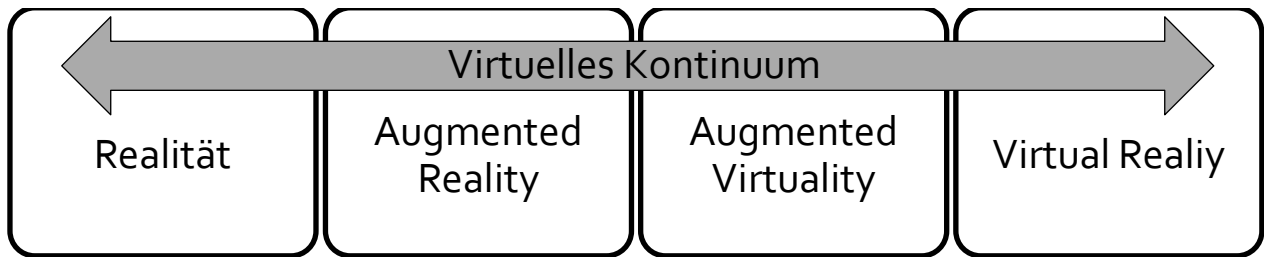 Virtuelles Kontinuum
Realität
Augmented
Reality
Augmented
Virtuality
Virtual Realiy